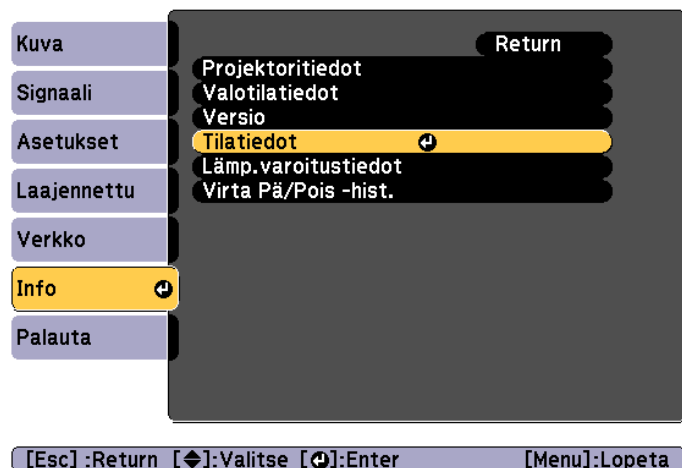 Kuva
Signaali
Asetukset
Laajennettu
Verkko
Info
Palauta
Return
Projektoritiedot
Valotilatiedot
Versio
Tilatiedot
Lämp.varoitustiedot
Virta Pä/Pois -hist.
[Esc] :Return [◆]:Valitse [↵]:Enter [Menu]:Lopeta